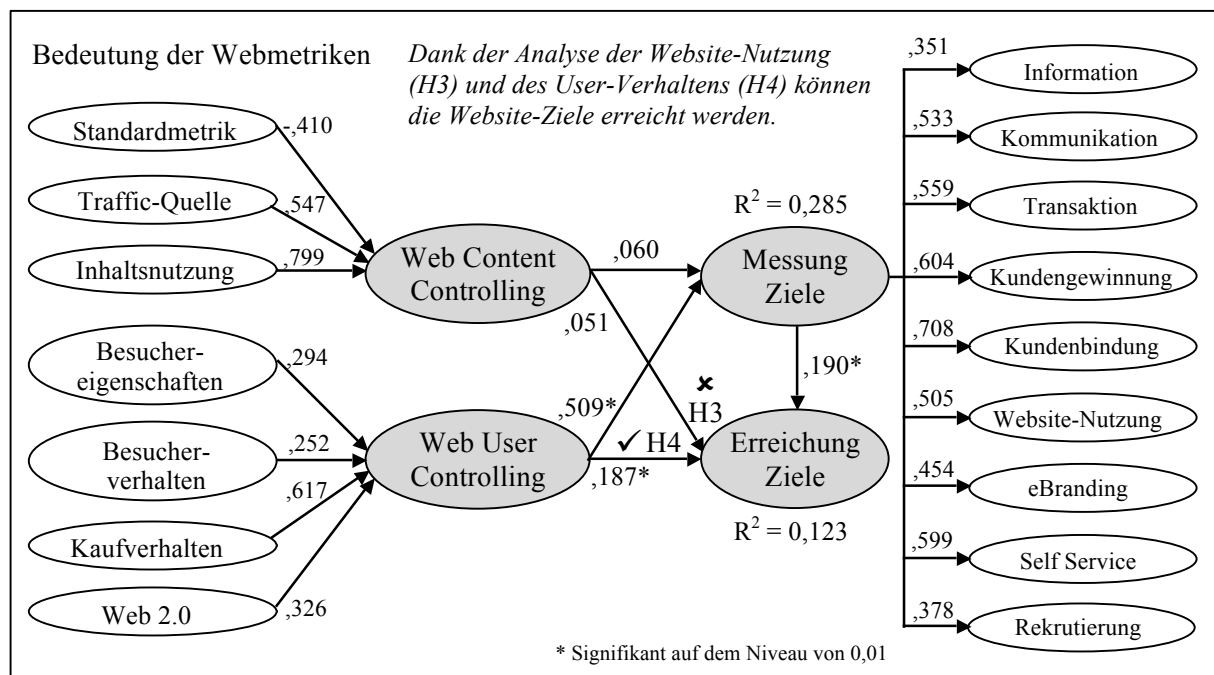 Bedeutung der Webmetriken
Dank der Analyse der Website-Nutzung
(H3) und des User-Verhaltens (H4) können
die Website-Ziele erreicht werden.
Standardmetrik
-,410
Traffic-Quelle
,547
Inhaltsnutzung
,799
Besucher-
eigenschaften
,294
Besucher-
verhalten
,252
Kaufverhalten
,617
Web 2.0
,326
Web Content
Controlling
,060
,051
Web User
Controlling
,509*
,187*
✓ H4
✘
H3
R² = 0,285
Messung
Ziele
,190*
Erreichung
Ziele
R² = 0,123
,351
Information
,533
Kommunikation
,559
Transaktion
,604
Kundengewinnung
,708
Kundenbindung
,505
Website-Nutzung
,454
eBranding
,599
Self Service
,378
Rekrutierung
* Signifikant auf dem Niveau von 0,01